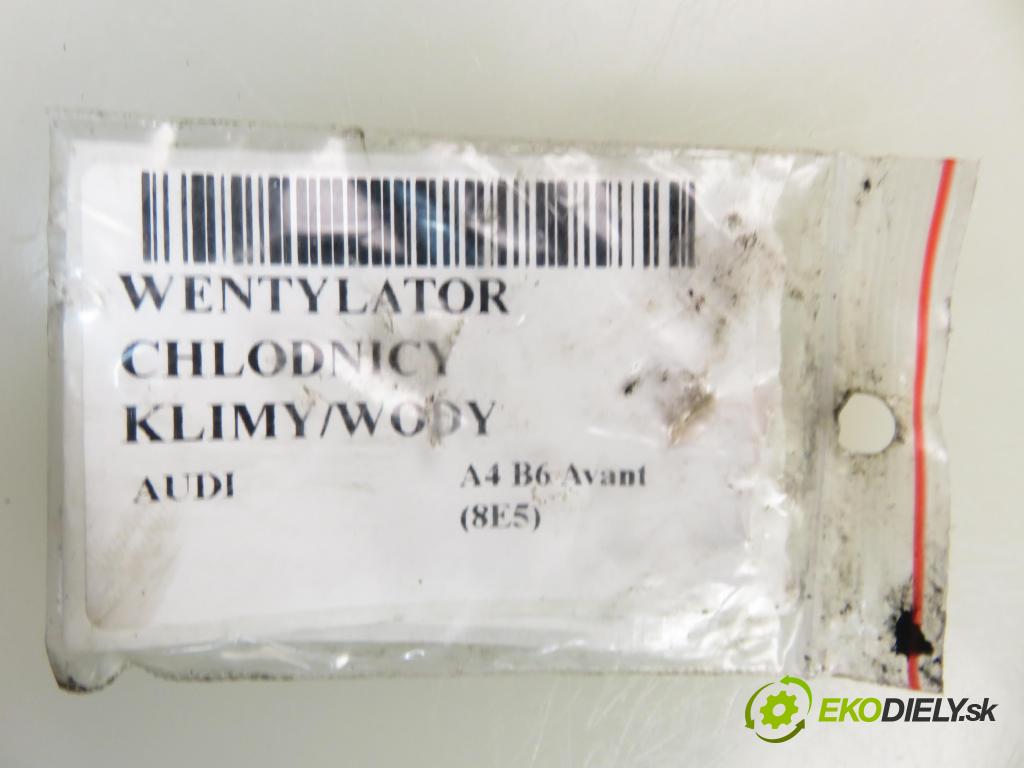 WENTYLATOR
CHLODNICY
KLIMY/WODY
AUDI
A4 B6 Avant
(8E5)
EKODIELY.sk